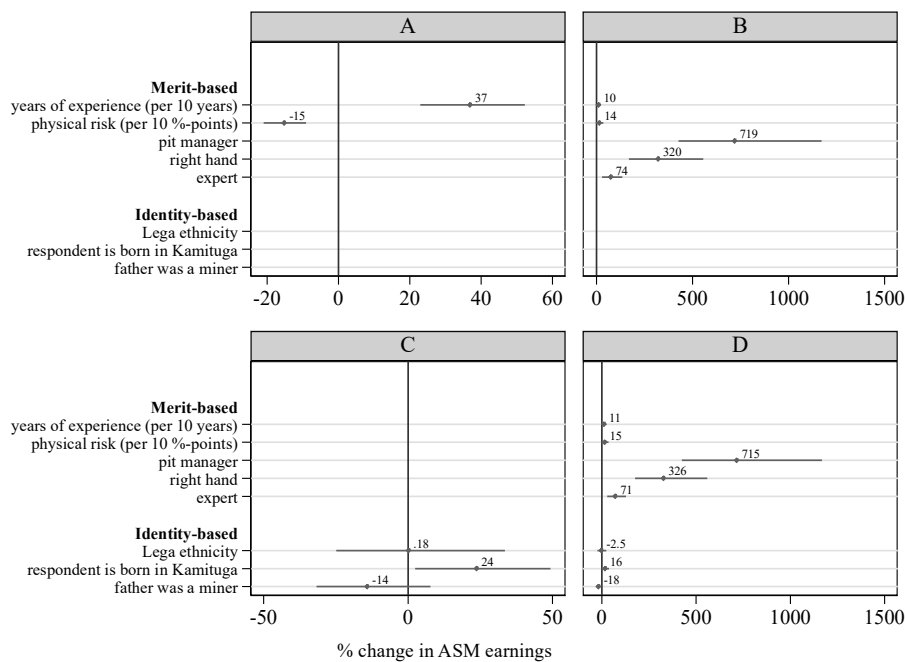 A
B
Merit-based
years of experience (per 10 years)
37
10
physical risk (per 10 %-points)
-15
14
pit manager
719
right hand
320
expert
74
Identity-based
Lega ethnicity
respondent is born in Kamituga
father was a miner
-20 0 20 40 60
0 500 1000 1500
C
D
Merit-based
years of experience (per 10 years)
11
physical risk (per 10 %-points)
15
pit manager
715
right hand
326
expert
71
Identity-based
Lega ethnicity
.18
-2.5
respondent is born in Kamituga
24
16
father was a miner
-14
-18
-50 0 50
0 500 1000 1500
% change in ASM earnings